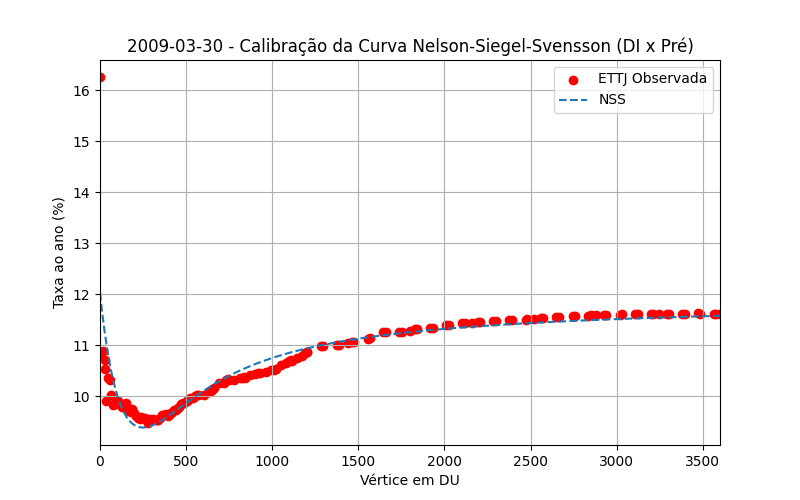 2009-03-30 - Calibração da Curva Nelson-Siegel-Svensson (DI x Pré)
ETTJ Observada
NSS
Taxa ao ano (%)
16
15
14
13
12
11
10
0 500 1000 1500 2000 2500 3000 3500
Vértice em DU